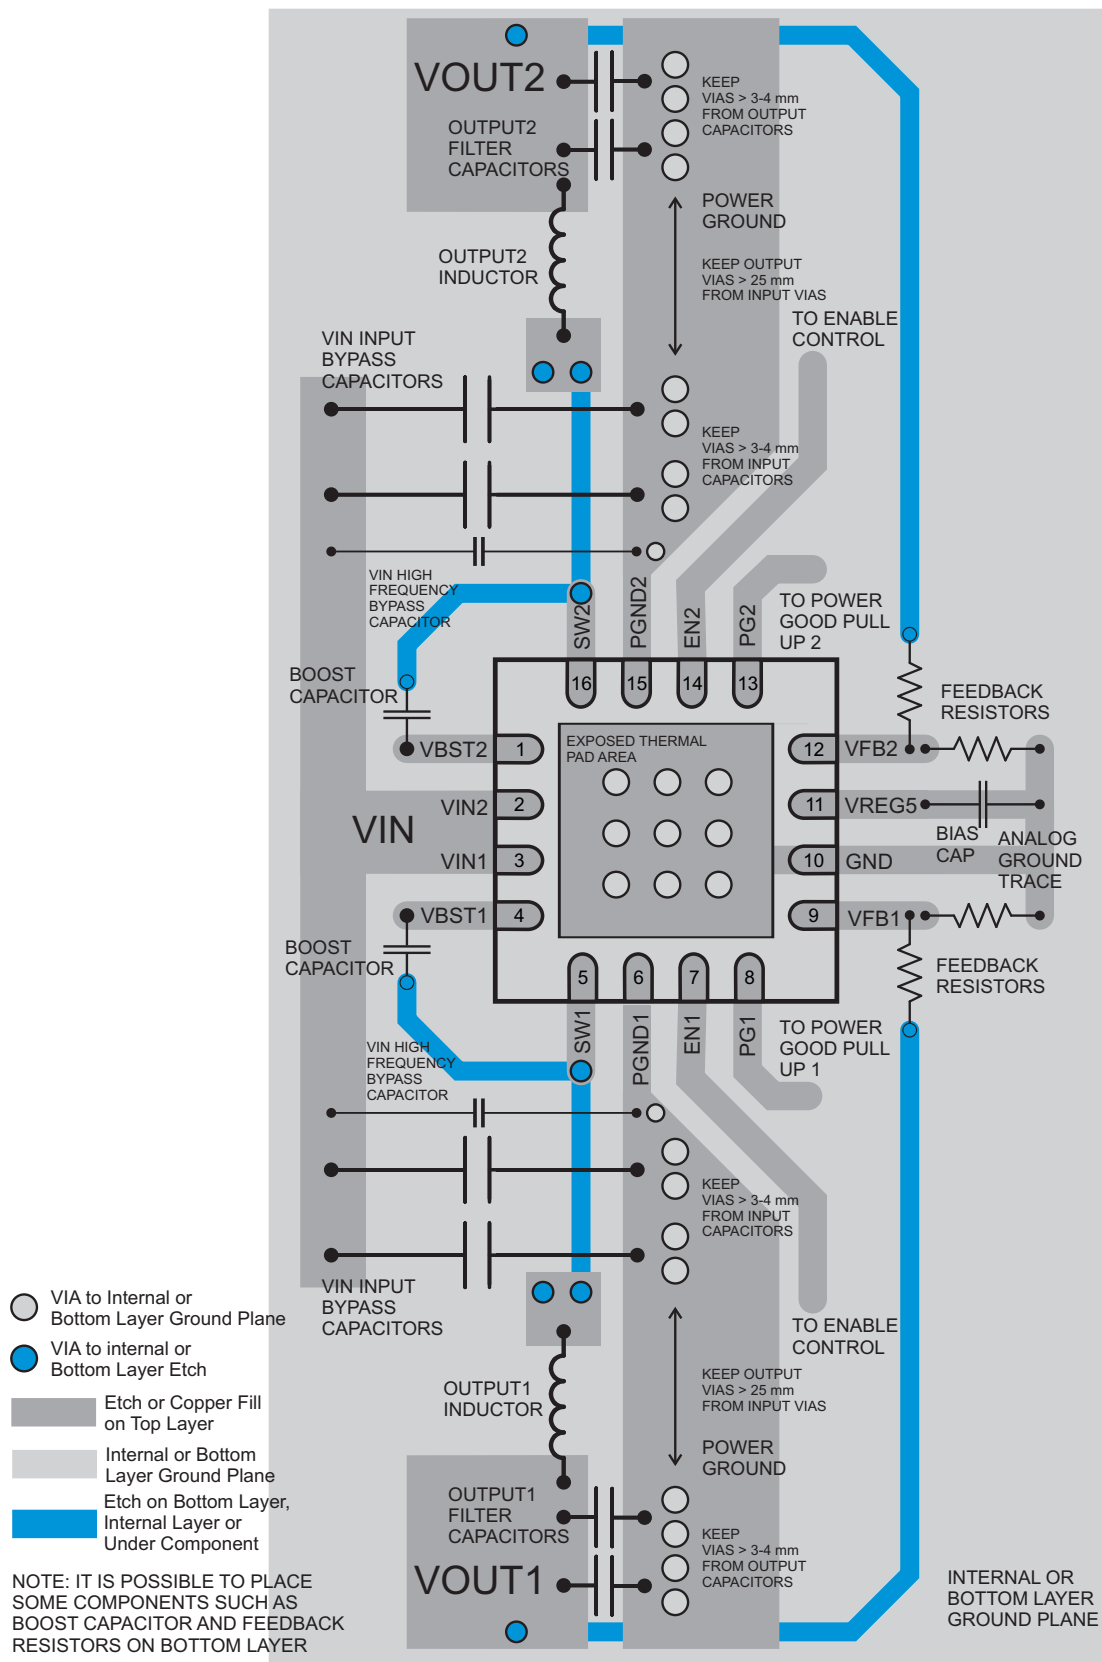 VOUT2
KEEP
VIAS > 3-4 mm
FROM OUTPUT
CAPACITORS
OUTPUT2
FILTER
CAPACITORS
POWER
GROUND
OUTPUT2
INDUCTOR
KEEP OUTPUT
VIAS > 25 mm
FROM INPUT VIAS
TO ENABLE
CONTROL
VIN INPUT
BYPASS
CAPACITORS
KEEP
VIAS > 3-4 mm
FROM INPUT
CAPACITORS
VIN HIGH
FREQUENCY
BYPASS
CAPACITOR
SW2
PGND2
EN2
PG2
TO POWER
GOOD PULL
UP 2
BOOST
CAPACITOR
16
15
14
13
FEEDBACK
RESISTORS
VBST2
1
EXPOSED THERMAL
PAD AREA
12
VFB2
VIN2
2
11
VREG5
VIN
BIAS
CAP
ANALOG
GROUND
TRACE
VIN1
3
10
GND
VBST1
4
9
VFB1
BOOST
CAPACITOR
5
6
7
8
FEEDBACK
RESISTORS
SW1
PGND1
EN1
PG1
TO POWER
GOOD PULL
UP 1
VIN HIGH
FREQUENCY
BYPASS
CAPACITOR
KEEP
VIAS > 3-4 mm
FROM INPUT
CAPACITORS
VIN INPUT
BYPASS
CAPACITORS
TO ENABLE
CONTROL
OUTPUT1
INDUCTOR
KEEP OUTPUT
VIAS > 25 mm
FROM INPUT VIAS
POWER
GROUND
OUTPUT1
FILTER
CAPACITORS
KEEP
VIAS > 3-4 mm
FROM OUTPUT
CAPACITORS
VOUT1
INTERNAL OR
BOTTOM LAYER
GROUND PLANE
VIA to Internal or
Bottom Layer Ground Plane
VIA to internal or
Bottom Layer Etch
Etch or Copper Fill
on Top Layer
Internal or Bottom
Layer Ground Plane
Etch on Bottom Layer,
Internal Layer or
Under Component
NOTE: IT IS POSSIBLE TO PLACE
SOME COMPONENTS SUCH AS
BOOST CAPACITOR AND FEEDBACK
RESISTORS ON BOTTOM LAYER